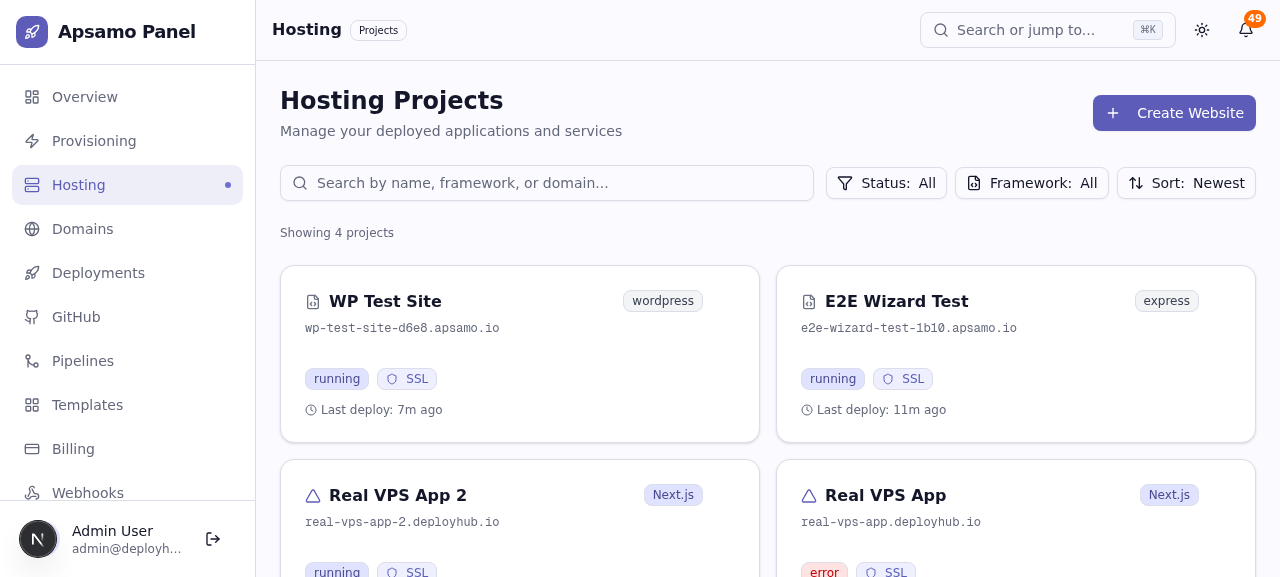 Apsamo Panel
Overview
Provisioning
Hosting
Domains
Deployments
GitHub
Pipelines
Templates
Billing
Webhooks
N
Admin User
admin@deployh...
Hosting Projects
Search or jump to... ⌘K
49
Hosting Projects
Manage your deployed applications and services
Create Website
Search by name, framework, or domain...
Status: All
Framework: All
Sort: Newest
Showing 4 projects
WP Test Site wordpress
wp-test-site-d6e8.apsamo.io
running SSL
Last deploy: 7m ago
E2E Wizard Test express
e2e-wizard-test-1b10.apsamo.io
running SSL
Last deploy: 11m ago
Real VPS App 2 Next.js
real-vps-app-2.deployhub.io
running SSL
Real VPS App Next.js
real-vps-app.deployhub.io
error SSL